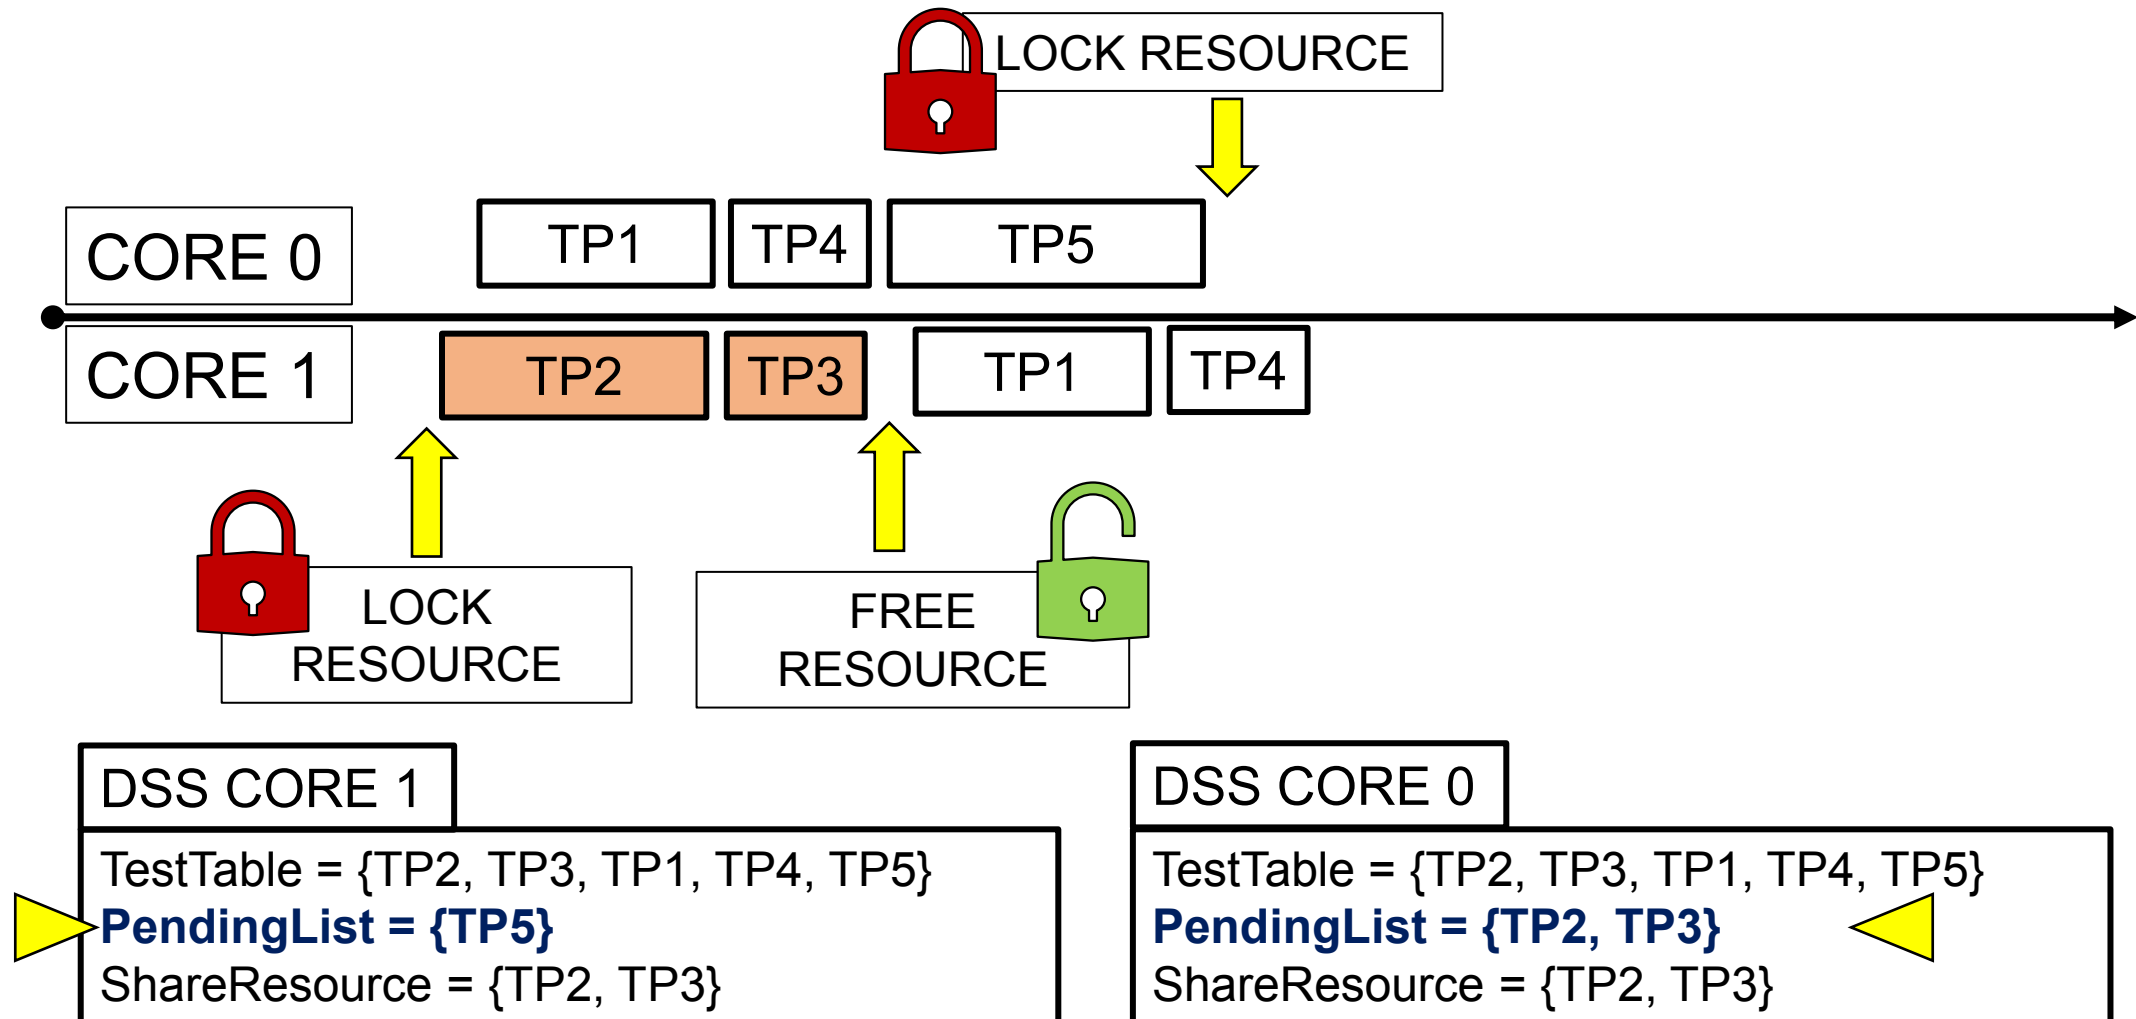 LOCK RESOURCE
CORE 0
TP1
TP4
TP5
CORE 1
TP2
TP3
TP1
TP4
LOCK
RESOURCE
FREE
RESOURCE
DSS CORE 1
TestTable = {TP2, TP3, TP1, TP4, TP5}
PendingList = {TP5}
ShareResource = {TP2, TP3}
DSS CORE 0
TestTable = {TP2, TP3, TP1, TP4, TP5}
PendingList = {TP2, TP3}
ShareResource = {TP2, TP3}